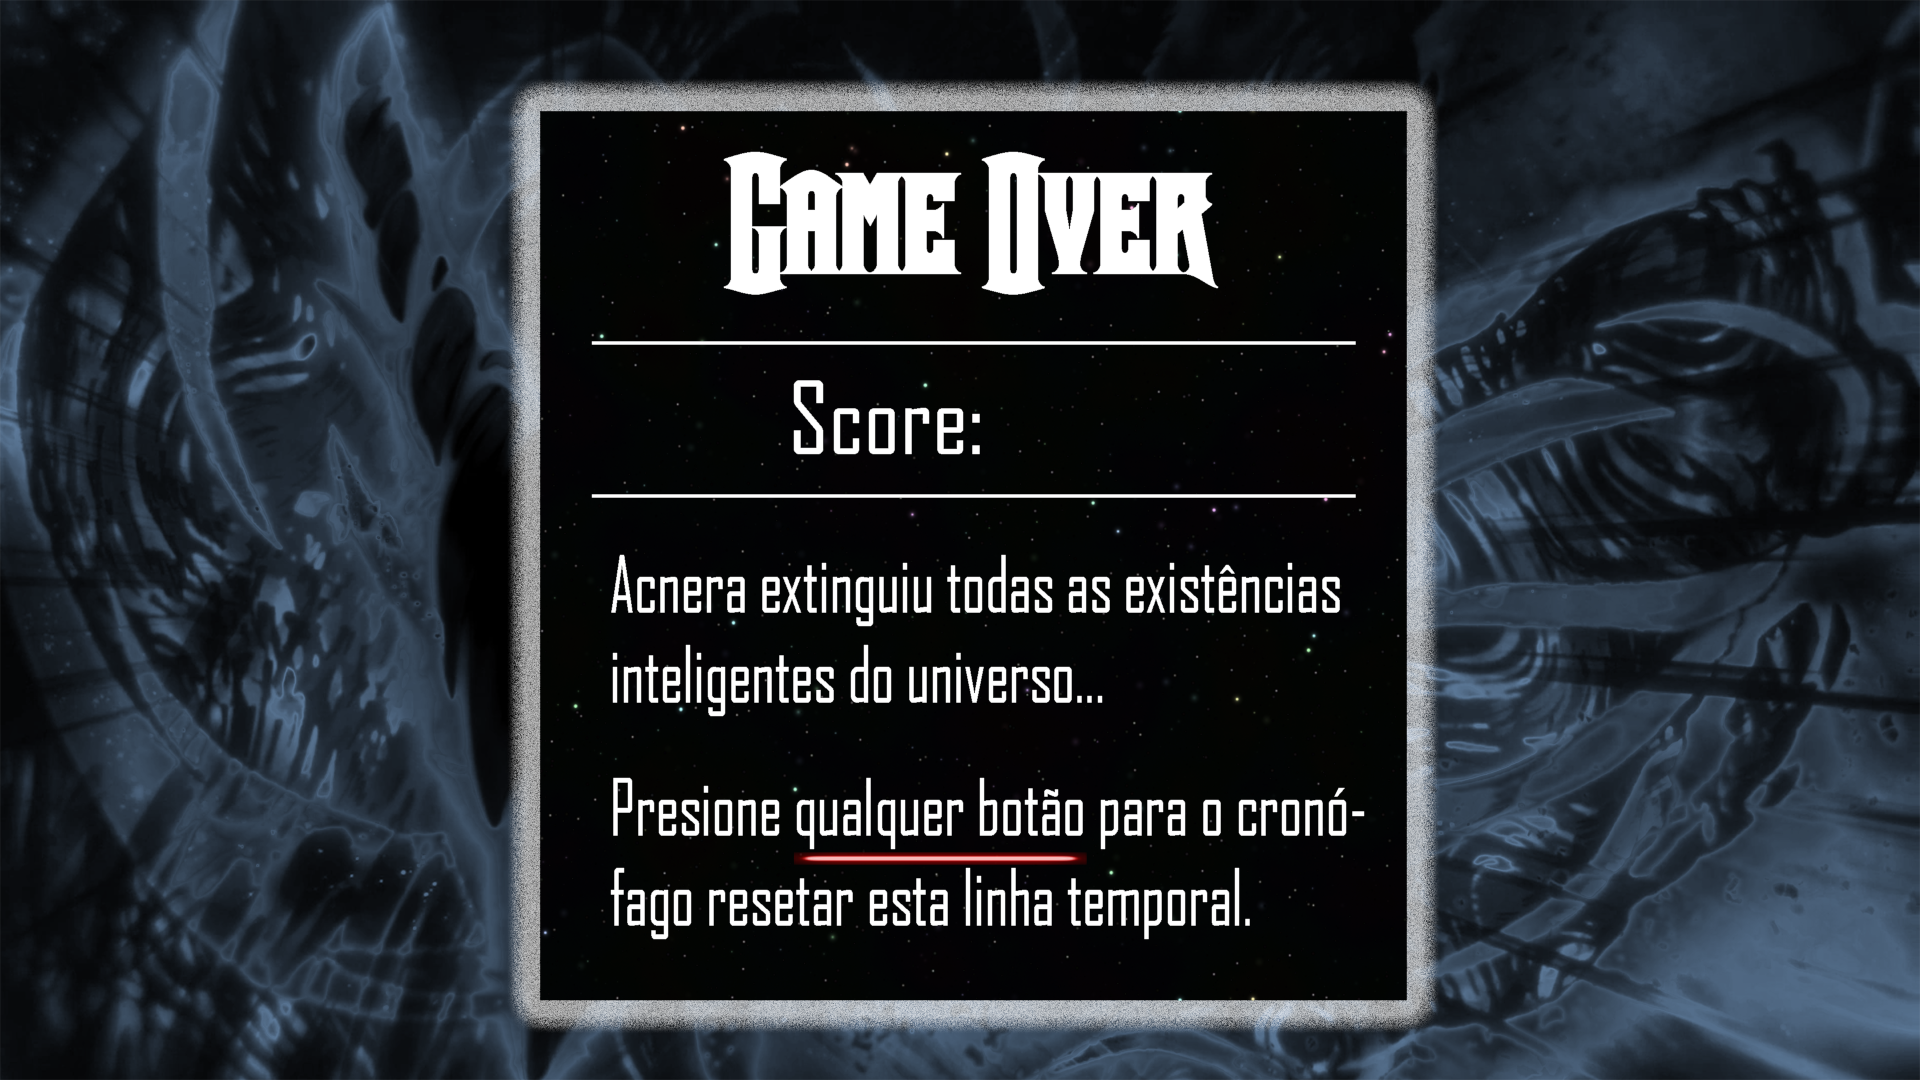 Game Over
Score:
Acnera extinguiu todas as existências
inteligentes do universo...
Presione qualquer botão para o cronó-
fago resetar esta linha temporal.